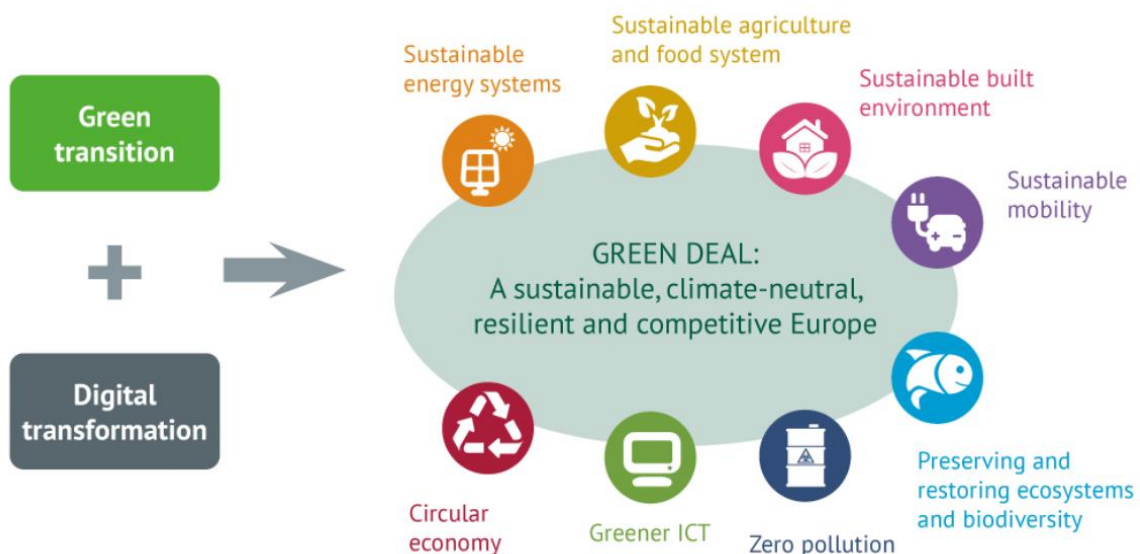 Green
transition
Digital
transformation
Sustainable
energy systems
Sustainable agriculture
and food system
Sustainable built
environment
Sustainable
mobility
GREEN DEAL:
A sustainable, climate-neutral,
resilient and competitive Europe
Preserving and
restoring ecosystems
and biodiversity
Zero pollution
Greener ICT
Circular
economy